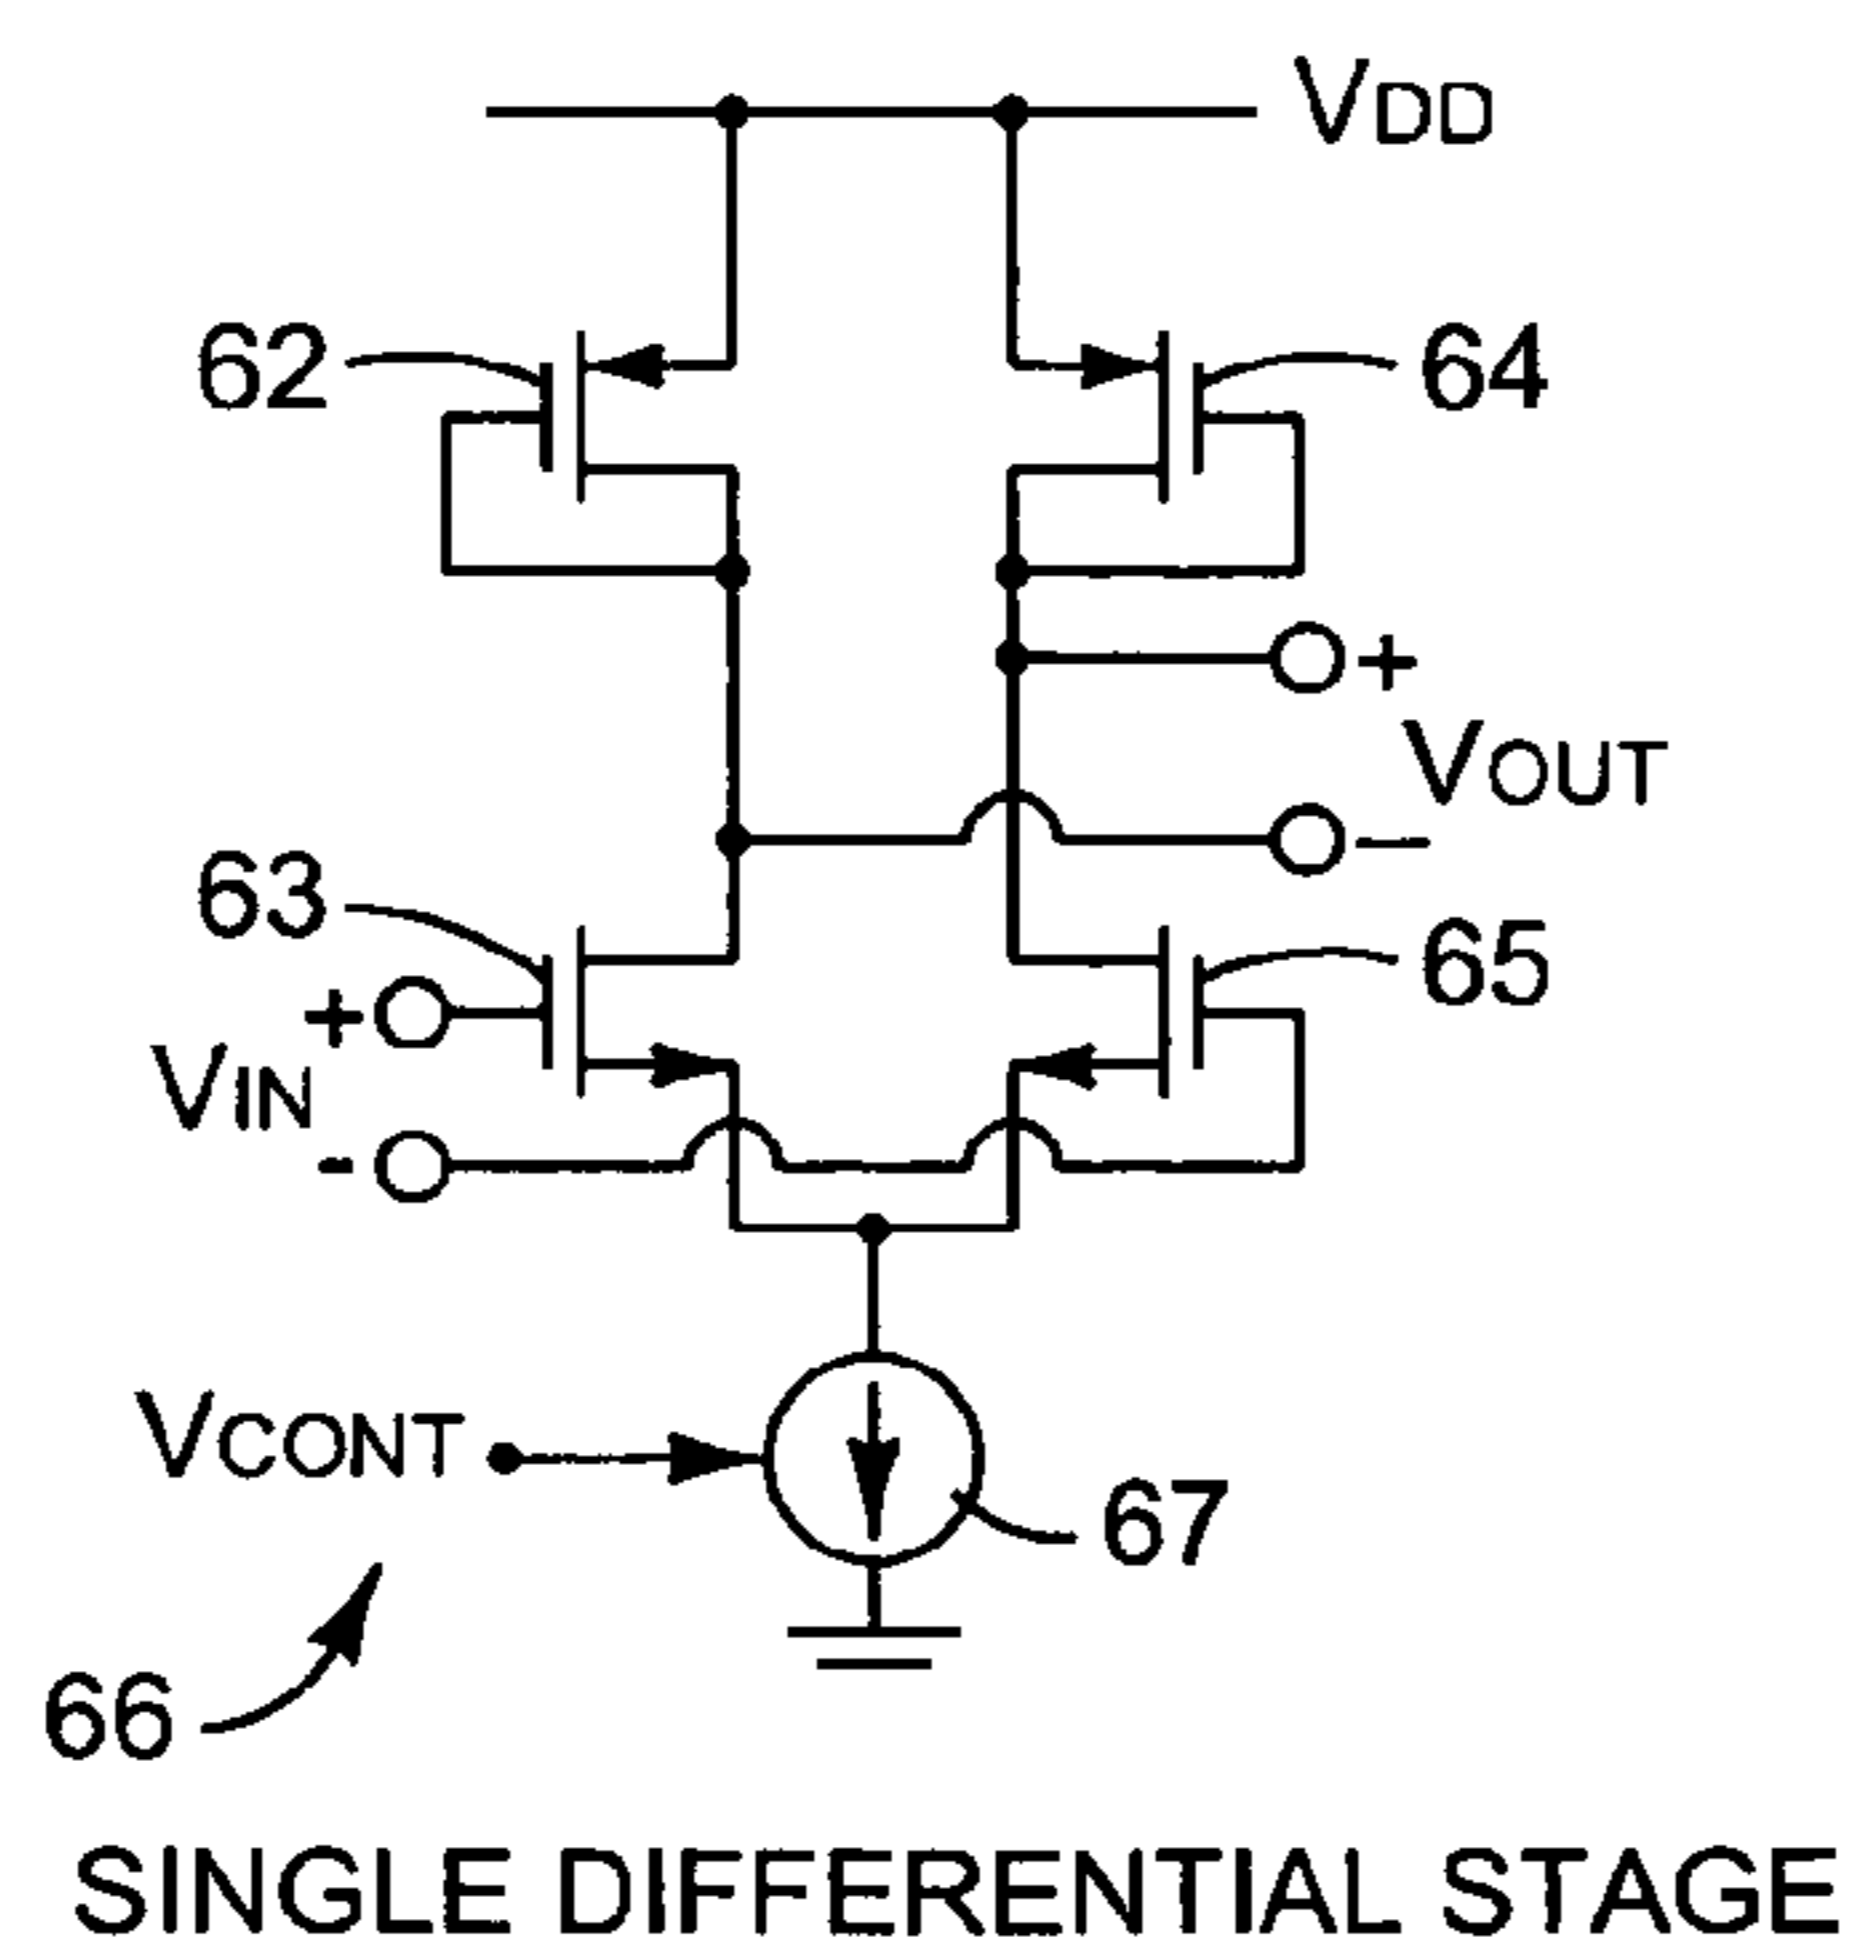 VDD
62
64
+
VOUT
–
63
65
+
VIN
-
VCONT
67
66
SINGLE DIFFERENTIAL STAGE